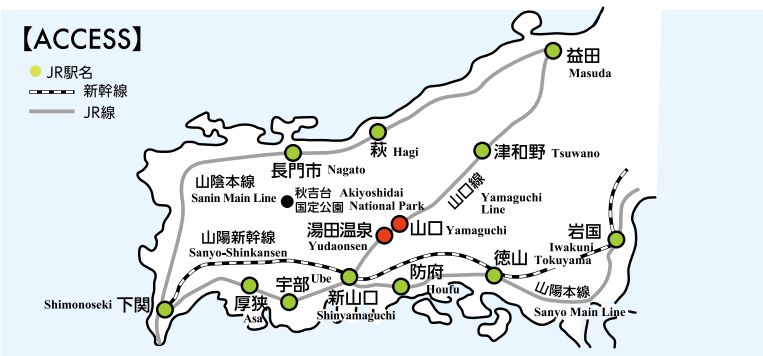 【ACCESS】
JR駅名
新幹線
JR線
益田
Masuda
萩 Hagi
津和野 Tsuwano
長門市 Nagato
山陰本線
Sanin Main Line
秋吉台 Akiyoshidai
国定公園 National Park
山口線
Yamaguchi
Line
湯田温泉
Yudaonsen
山口 Yamaguchi
山陽新幹線
Sanyo-Shinkansen
岩国
Iwakuni
徳山
Tokuyama
防府
Houfu
宇部 Ube
新山口
Shinyamaguchi
厚狭
Asa
Shimonoseki 下関
山陽本線
Sanyo Main Line